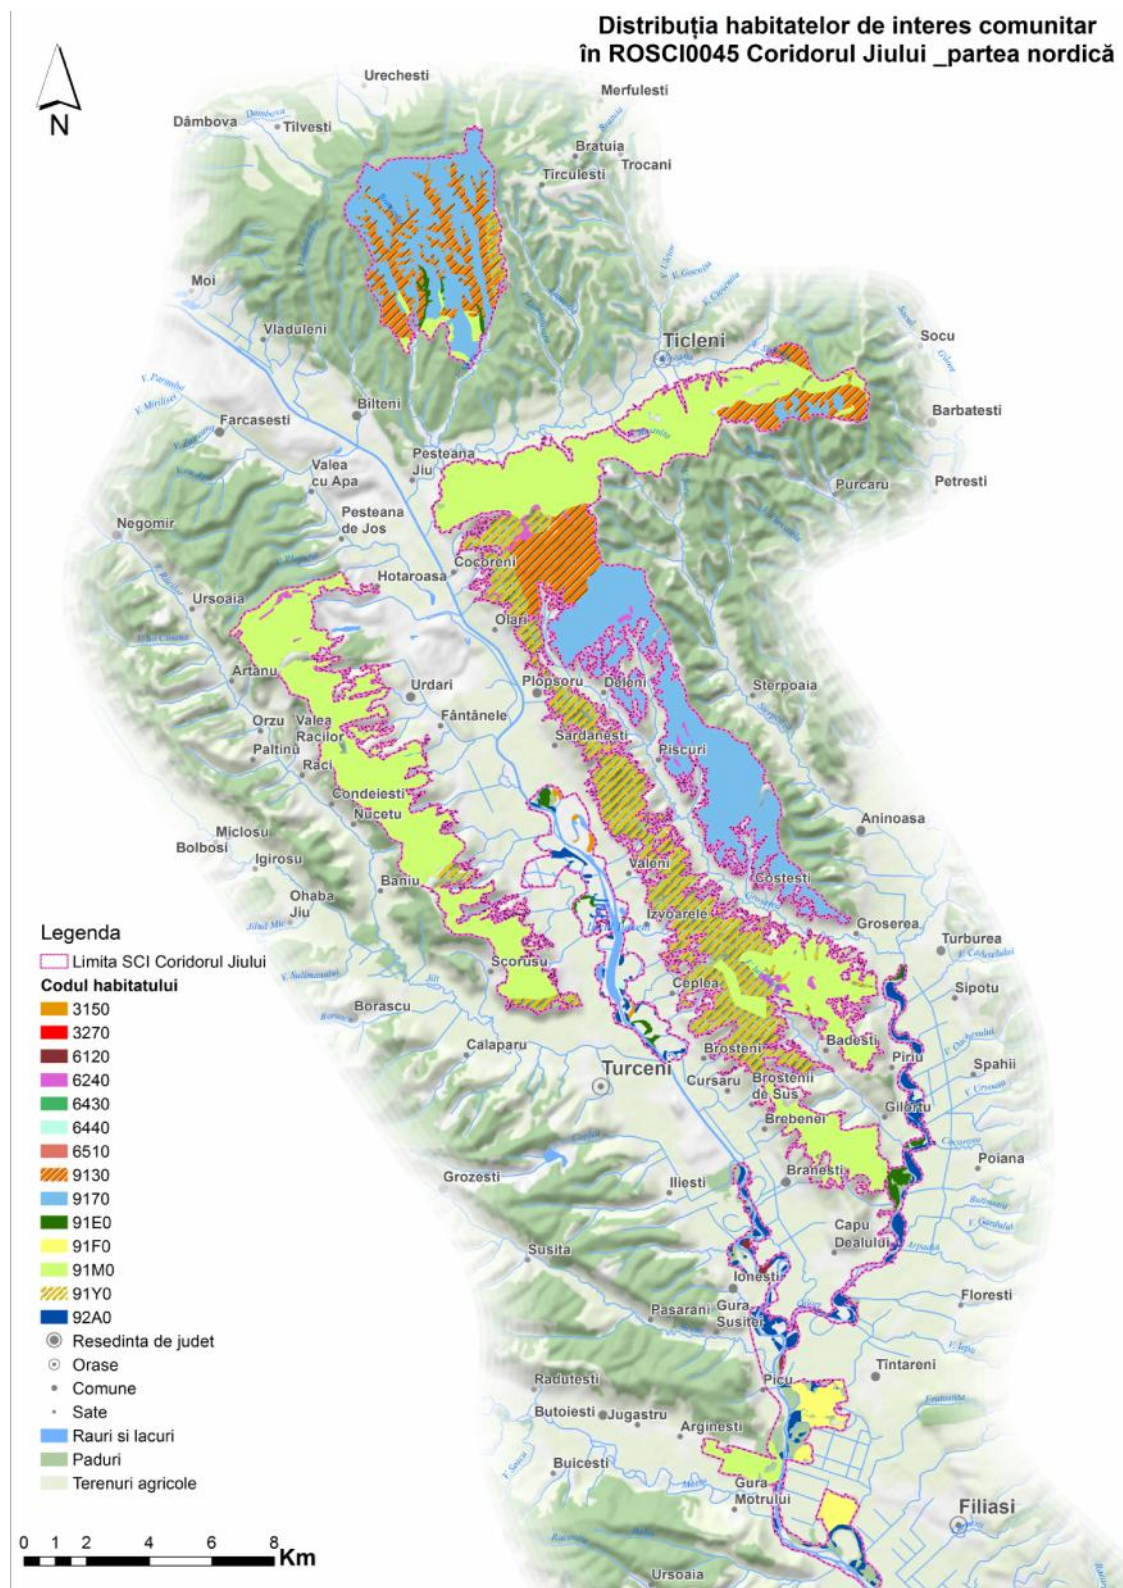 Distribuția habitatelor de interes comunitar
în ROSCI0045 Coridorul Jiului _partea nordică
N
Urechesti
Merfulesti
Dâmbova
Dâmbova
Tilvesti
Bratuia
Trocani
Tirculesti
Moi
V. Gocnita
V. Ciocenita
Vladuleni
Ticleni
Socu
Gilort
Bilteni
Farcasesti
Barbatesti
Pesteana
Jiu
Valea
cu Apa
Purcaru
Petresti
Pesteana
de Jos
Negomir
Cocoreni
Hotaroasa
Ursoaia
Olari
Artanu
Urdari
Plopsoru
Deleni
Sterpoaia
Orzu
Valea
Racilor
Fântânele
Paltinu
Sardanesti
Piscuri
Raci
Condeiesti
Nucetu
Miclosu
Bolbosi
Aninoasa
Igirosu
Valeni
Baniu
Costesti
Ohaba
Jiu
Izvoarele
Groserea
Jiltul Mic
Turburea
Legenda
Limita SCI Coridorul Jiului
Scorusu
Ceplea
Sipotu
Codul habitatului
3150
3270
6120
6240
6430
6440
6510
9130
9170
91E0
91F0
91M0
91Y0
92A0
Resedinta de judet
Orase
Comune
Sate
Rauri si lacuri
Paduri
Terenuri agricole
Borascu
Calaparu
Brosteni
Badesti
Piriu
Turceni
Cursaru
Brostenii
de Sus
Spahii
Gilortu
Brebenei
Poiana
Grozesti
Iliesti
Branesti
Capu
Dealului
Susita
Ionesti
Floresti
Pasarani
Gura
Susitei
Tintareni
Radutesti
Picu
Butoiesti
Jugastru
Arginesti
Buicesti
Gura
Motrului
Filiasi
Ursoaia
0 1 2 4 6 8
Km